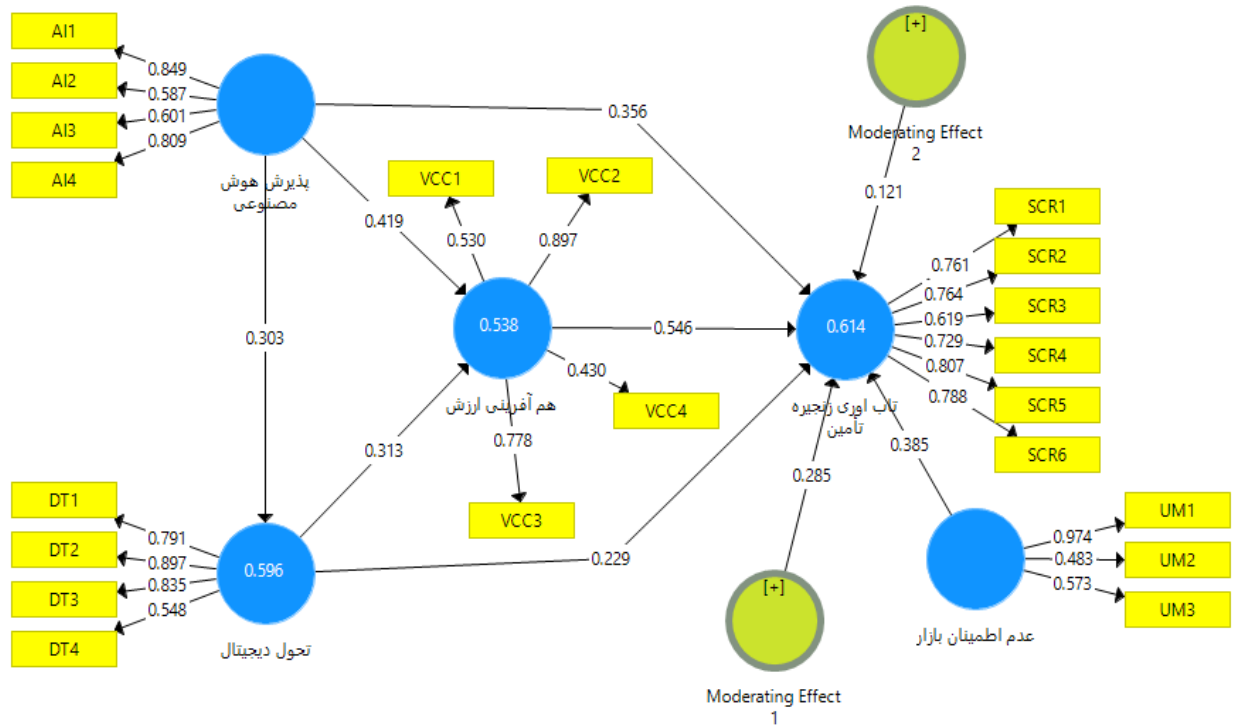 AI1
AI2
AI3
AI4
0.849
0.587
0.601
0.809
پذیرش هوش
مصنوعی
0.356
0.419
0.303
[+]
Moderating Effect
2
0.121
VCC1
VCC2
0.530
0.897
0.538
هم آفرینی ارزش
0.546
0.430
VCC4
0.778
VCC3
0.313
0.614
تاب اوری زنجیره
تأمین
SCR1
SCR2
SCR3
SCR4
SCR5
SCR6
0.761
0.764
0.619
0.729
0.807
0.788
DT1
DT2
DT3
DT4
0.791
0.897
0.835
0.548
0.596
تحول دیجیتال
0.229
0.285
[+]
Moderating Effect
1
0.385
عدم اطمینان بازار
0.974
0.483
0.573
UM1
UM2
UM3